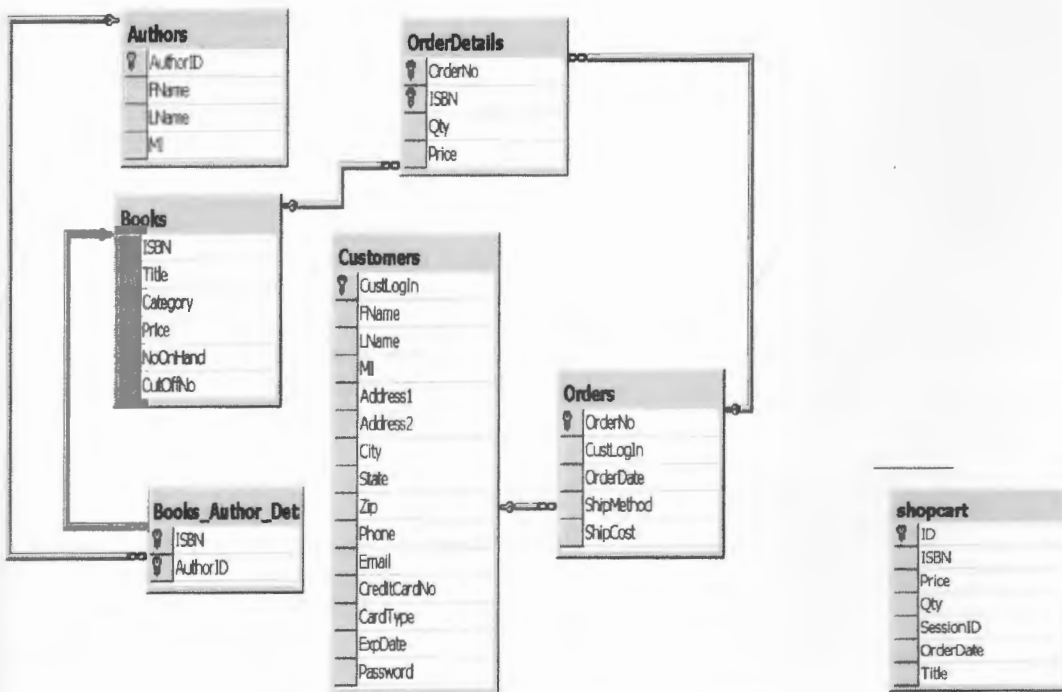 Authors
AuthorID
FName
LName
MI
OrderDetails
OrderNo
ISBN
Qty
Price
Books
ISBN
Title
Category
Price
NoOnHand
CutOffNo
Customers
CustLogIn
FName
LName
MI
Address1
Address2
City
State
Zip
Phone
Email
CreditCardNo
CardType
ExpDate
Password
Orders
OrderNo
CustLogIn
OrderDate
ShipMethod
ShipCost
Books_Author_Det
ISBN
AuthorID
shopcart
ID
ISBN
Price
Qty
SessionID
OrderDate
Title